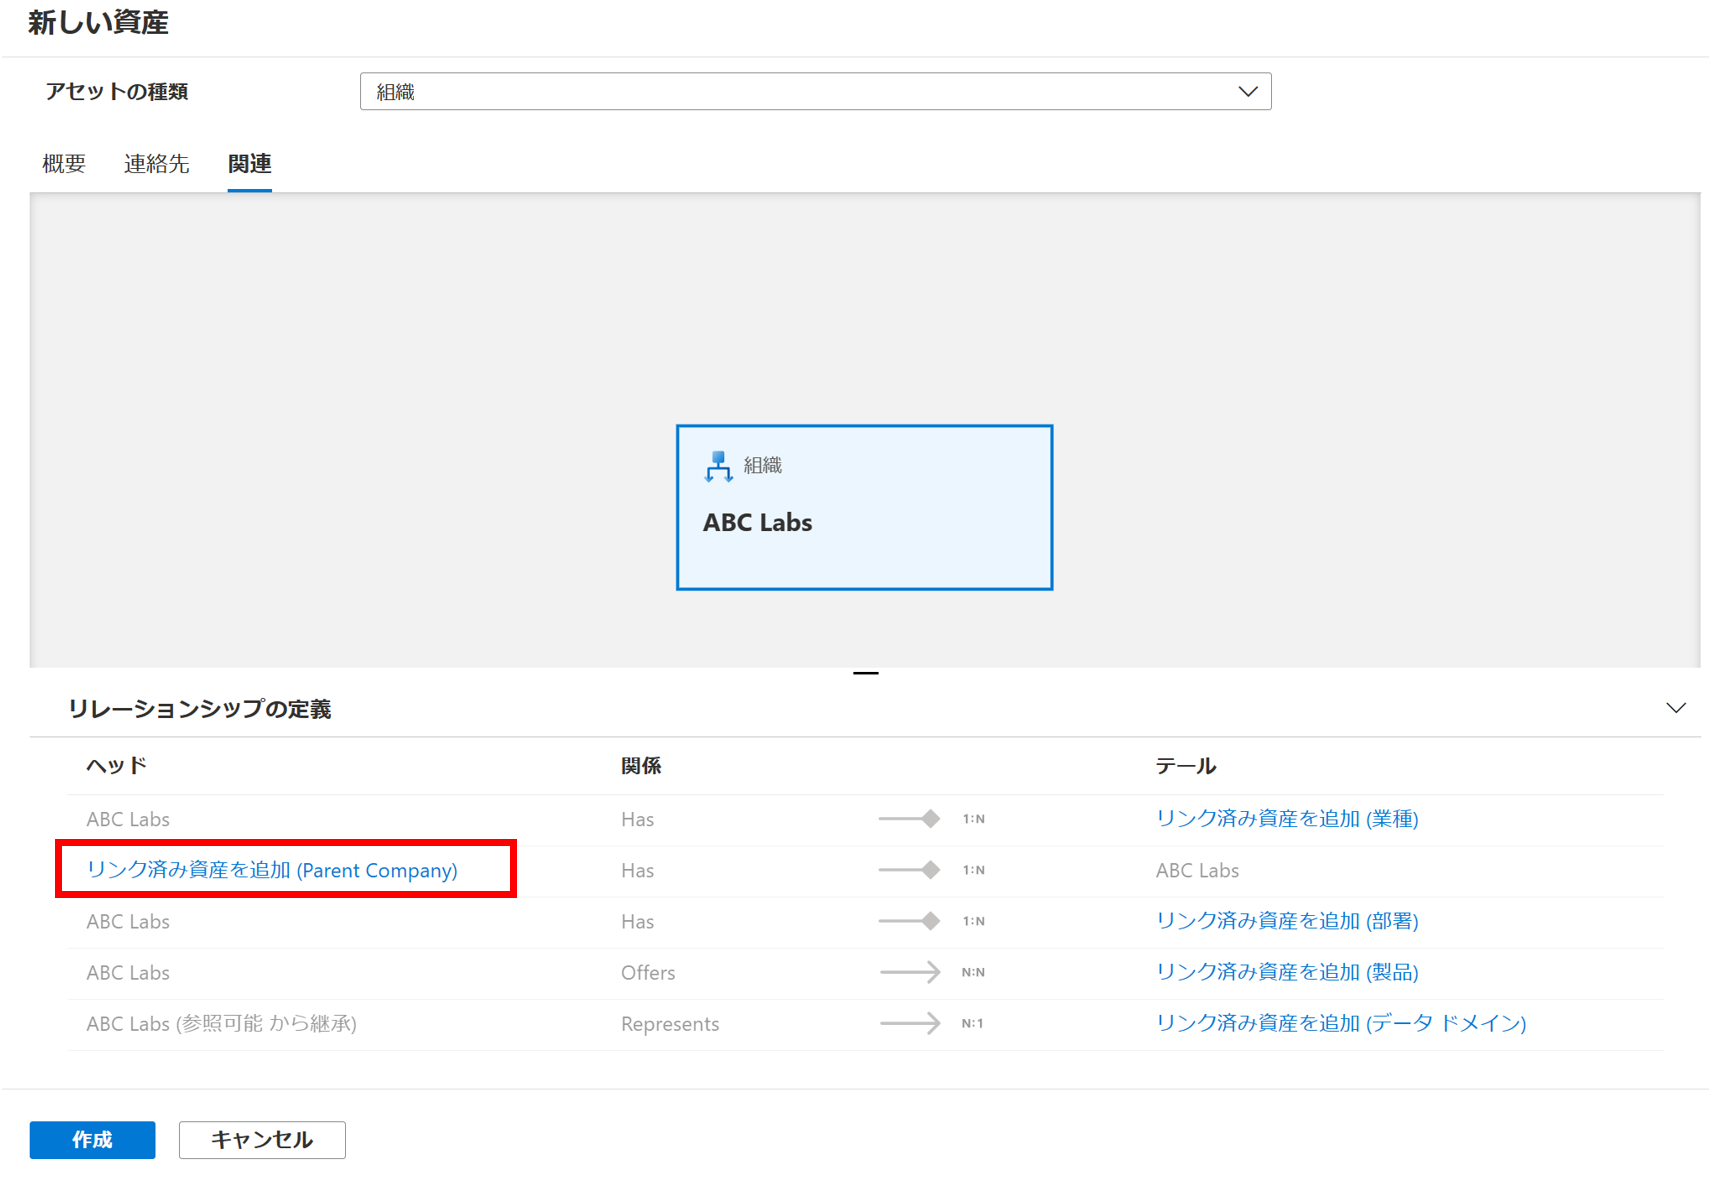 新しい資産
アセットの種類
組織
概要 連絡先 関連
組織
ABC Labs
リレーションシップの定義
ヘッド 関係 テール
ABC Labs Has 1:N リンク済み資産を追加 (業種)
リンク済み資産を追加 (Parent Company) Has 1:N ABC Labs
ABC Labs Has 1:N リンク済み資産を追加 (部署)
ABC Labs Offers N:N リンク済み資産を追加 (製品)
ABC Labs (参照可能 から継承) Represents N:1 リンク済み資産を追加 (データ ドメイン)
作成 キャンセル